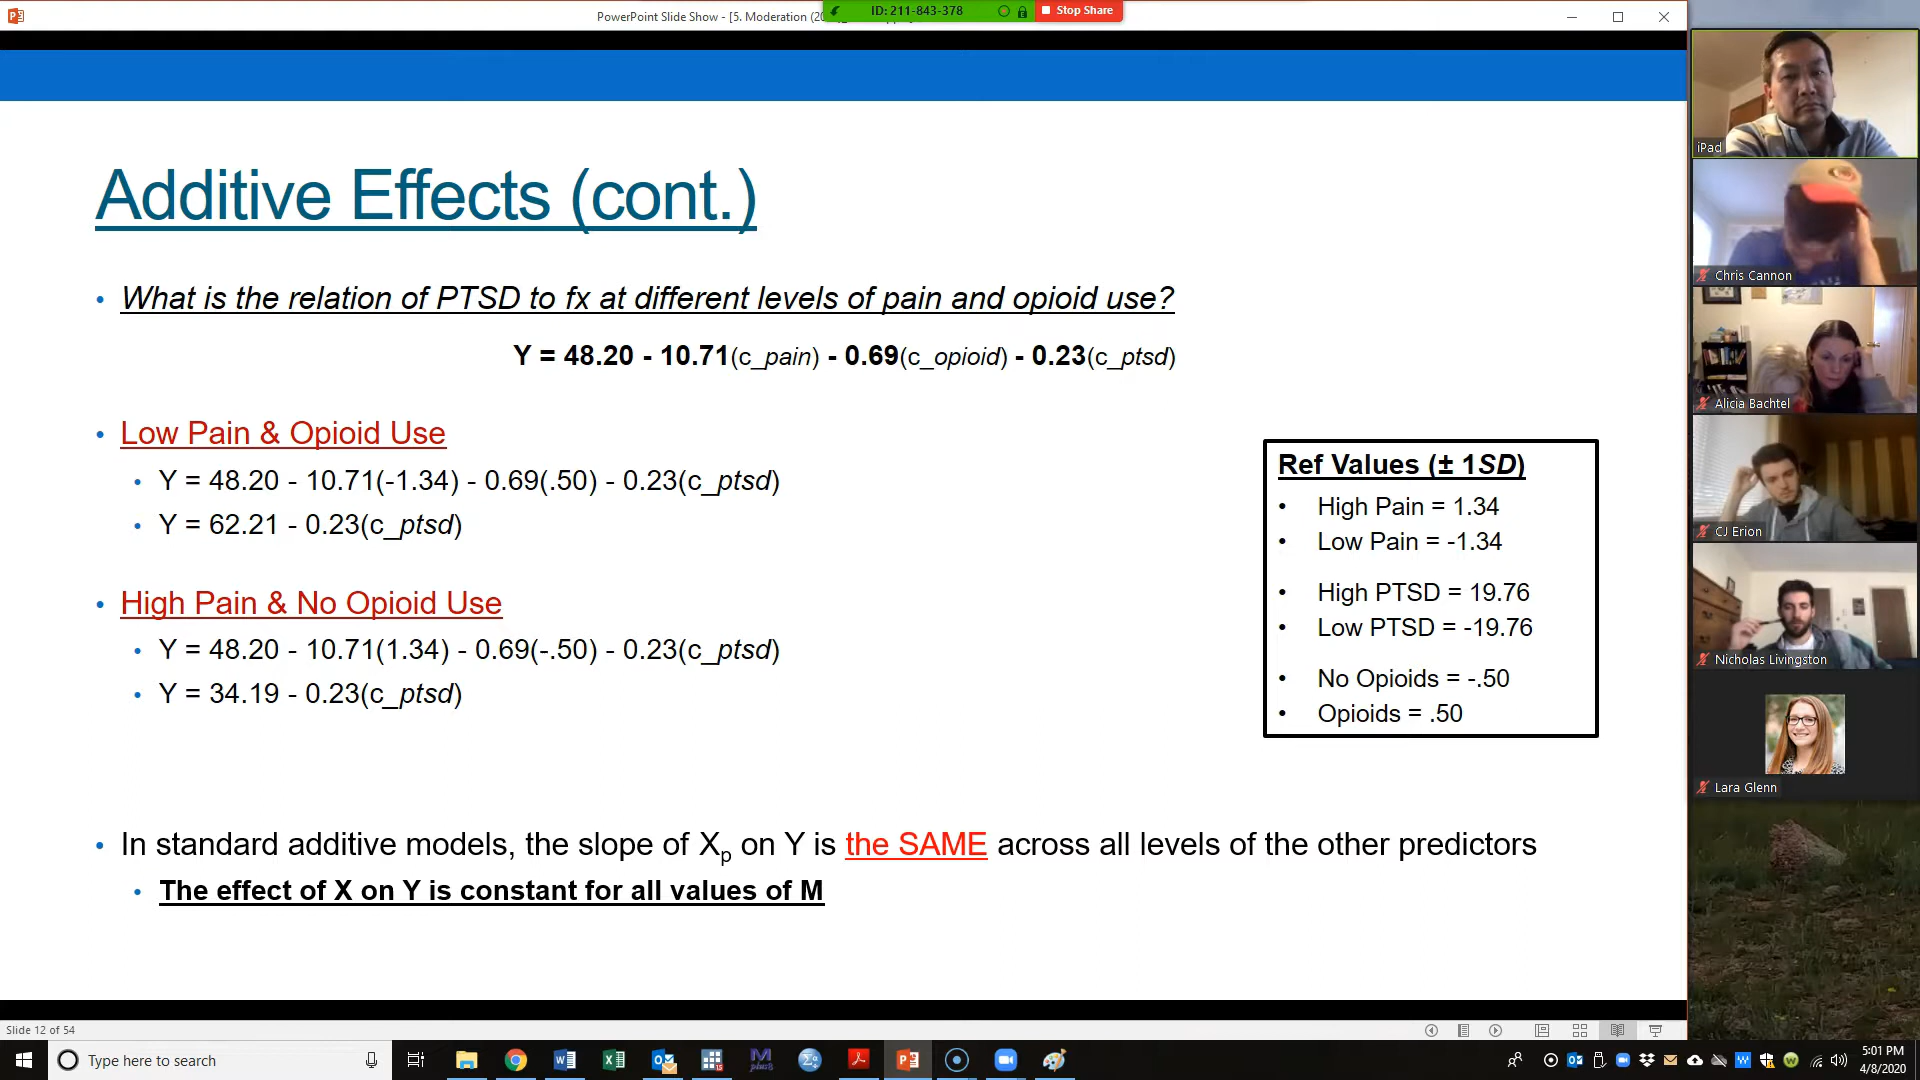 PowerPoint Slide Show - [5. Moderation (20
ID: 211-843-378
Stop Share
Additive Effects (cont.)
• What is the relation of PTSD to fx at different levels of pain and opioid use?
Y = 48.20 - 10.71(c_pain) - 0.69(c_opioid) - 0.23(c_ptsd)
• Low Pain & Opioid Use
• Y = 48.20 - 10.71(-1.34) - 0.69(.50) - 0.23(c_ptsd)
• Y = 62.21 - 0.23(c_ptsd)
• High Pain & No Opioid Use
• Y = 48.20 - 10.71(1.34) - 0.69(-.50) - 0.23(c_ptsd)
• Y = 34.19 - 0.23(c_ptsd)
Ref Values (± 1SD)
• High Pain = 1.34
• Low Pain = -1.34
• High PTSD = 19.76
• Low PTSD = -19.76
• No Opioids = -.50
• Opioids = .50
• In standard additive models, the slope of Xp on Y is the SAME across all levels of the other predictors
• The effect of X on Y is constant for all values of M
iPad
Chris Cannon
Alicia Bachtel
CJ Erion
Nicholas Livingston
Lara Glenn
Slide 12 of 54
Type here to search
5:01 PM
4/8/2020